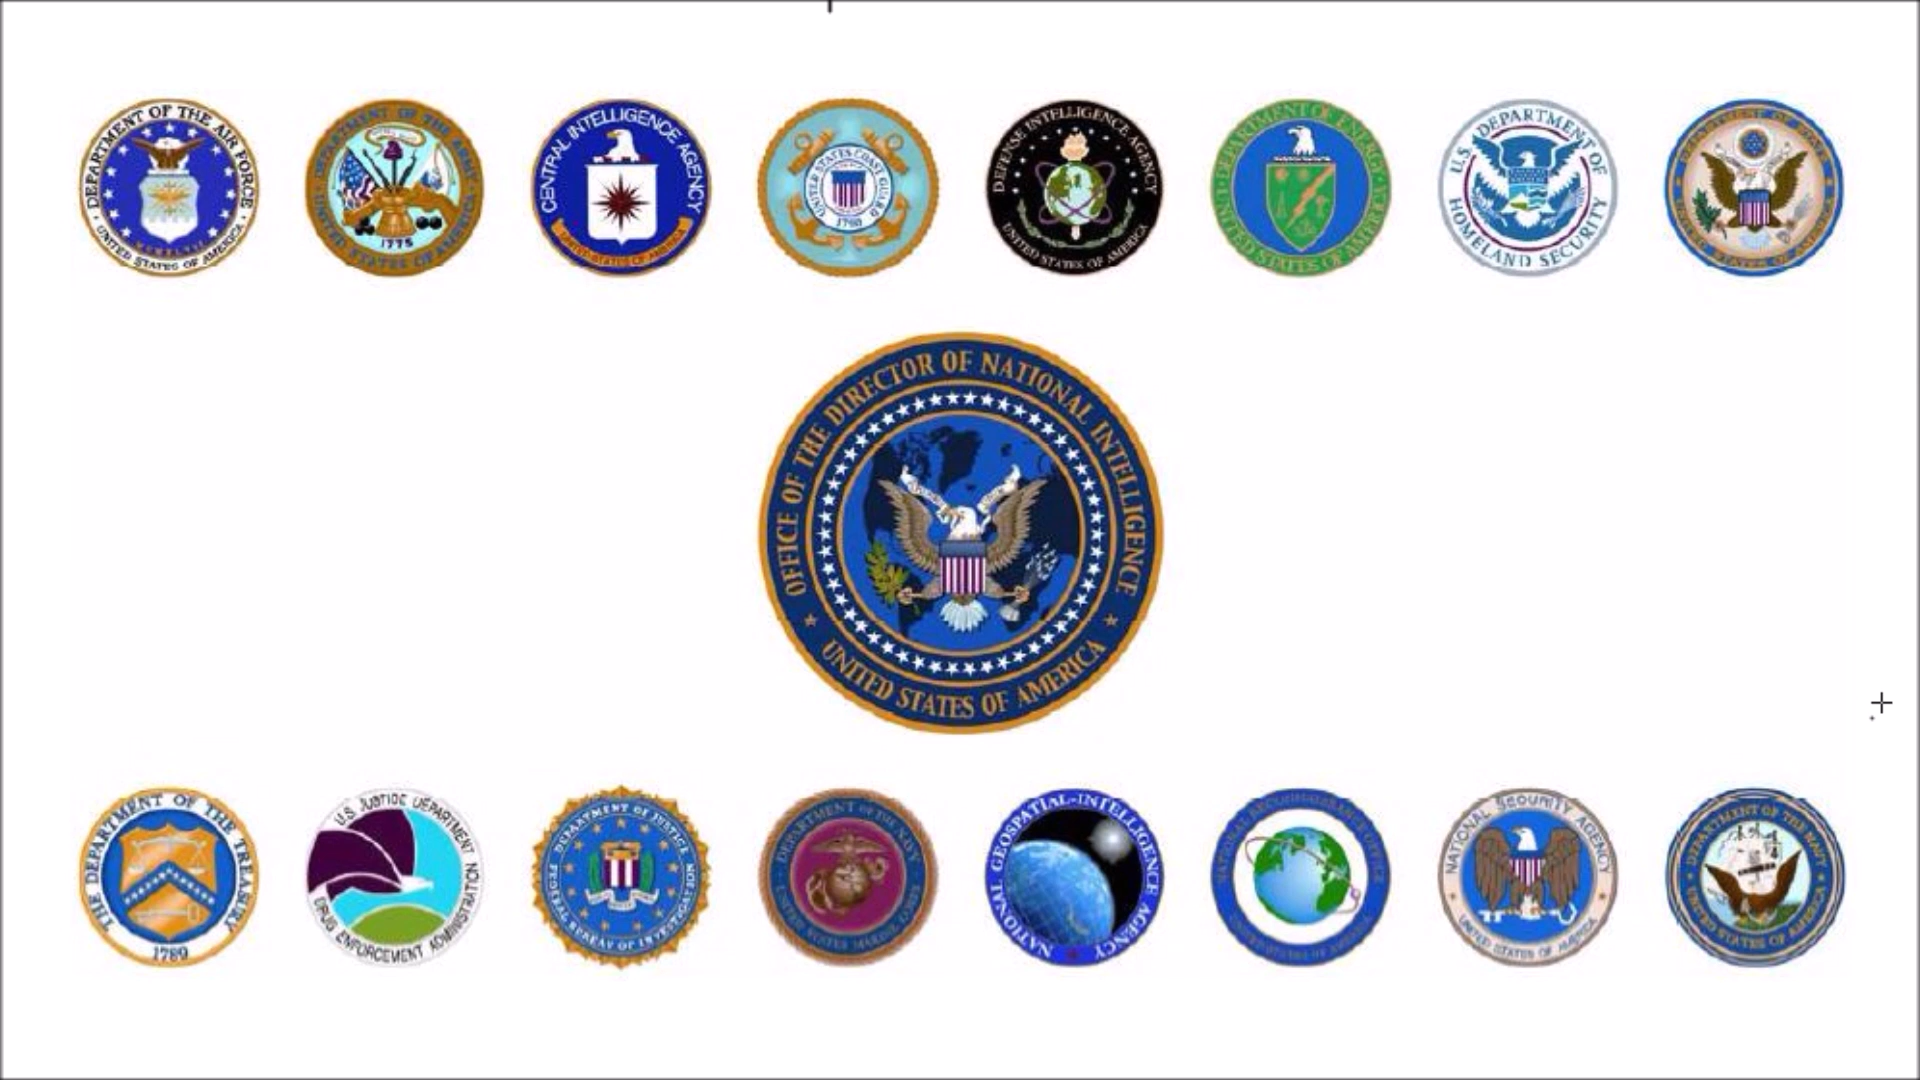 DEPARTMENT OF THE AIR FORCE
UNITED STATES OF AMERICA
DEPARTMENT OF THE ARMY
UNITED STATES OF AMERICA
1775
CENTRAL INTELLIGENCE AGENCY
UNITED STATES OF AMERICA
UNITED STATES COAST GUARD
1790
DEFENSE INTELLIGENCE AGENCY
UNITED STATES OF AMERICA
DEPARTMENT OF ENERGY
UNITED STATES OF AMERICA
U.S. DEPARTMENT OF
HOMELAND SECURITY
DEPARTMENT OF STATE
STATES OF AMERICA
OFFICE OF THE DIRECTOR OF NATIONAL INTELLIGENCE
UNITED STATES OF AMERICA
THE DEPARTMENT OF THE TREASURY
1789
U.S. JUSTICE DEPARTMENT
DRUG ENFORCEMENT ADMINISTRATION
DEPARTMENT OF JUSTICE
FEDERAL BUREAU OF INVESTIGATION
DEPARTMENT OF THE NAVY
UNITED STATES MARINE CORPS
NATIONAL GEOSPATIAL-INTELLIGENCE AGENCY
NATIONAL RECONNAISSANCE OFFICE
UNITED STATES OF AMERICA
NATIONAL SECURITY AGENCY
UNITED STATES OF AMERICA
DEPARTMENT OF THE NAVY
UNITED STATES OF AMERICA